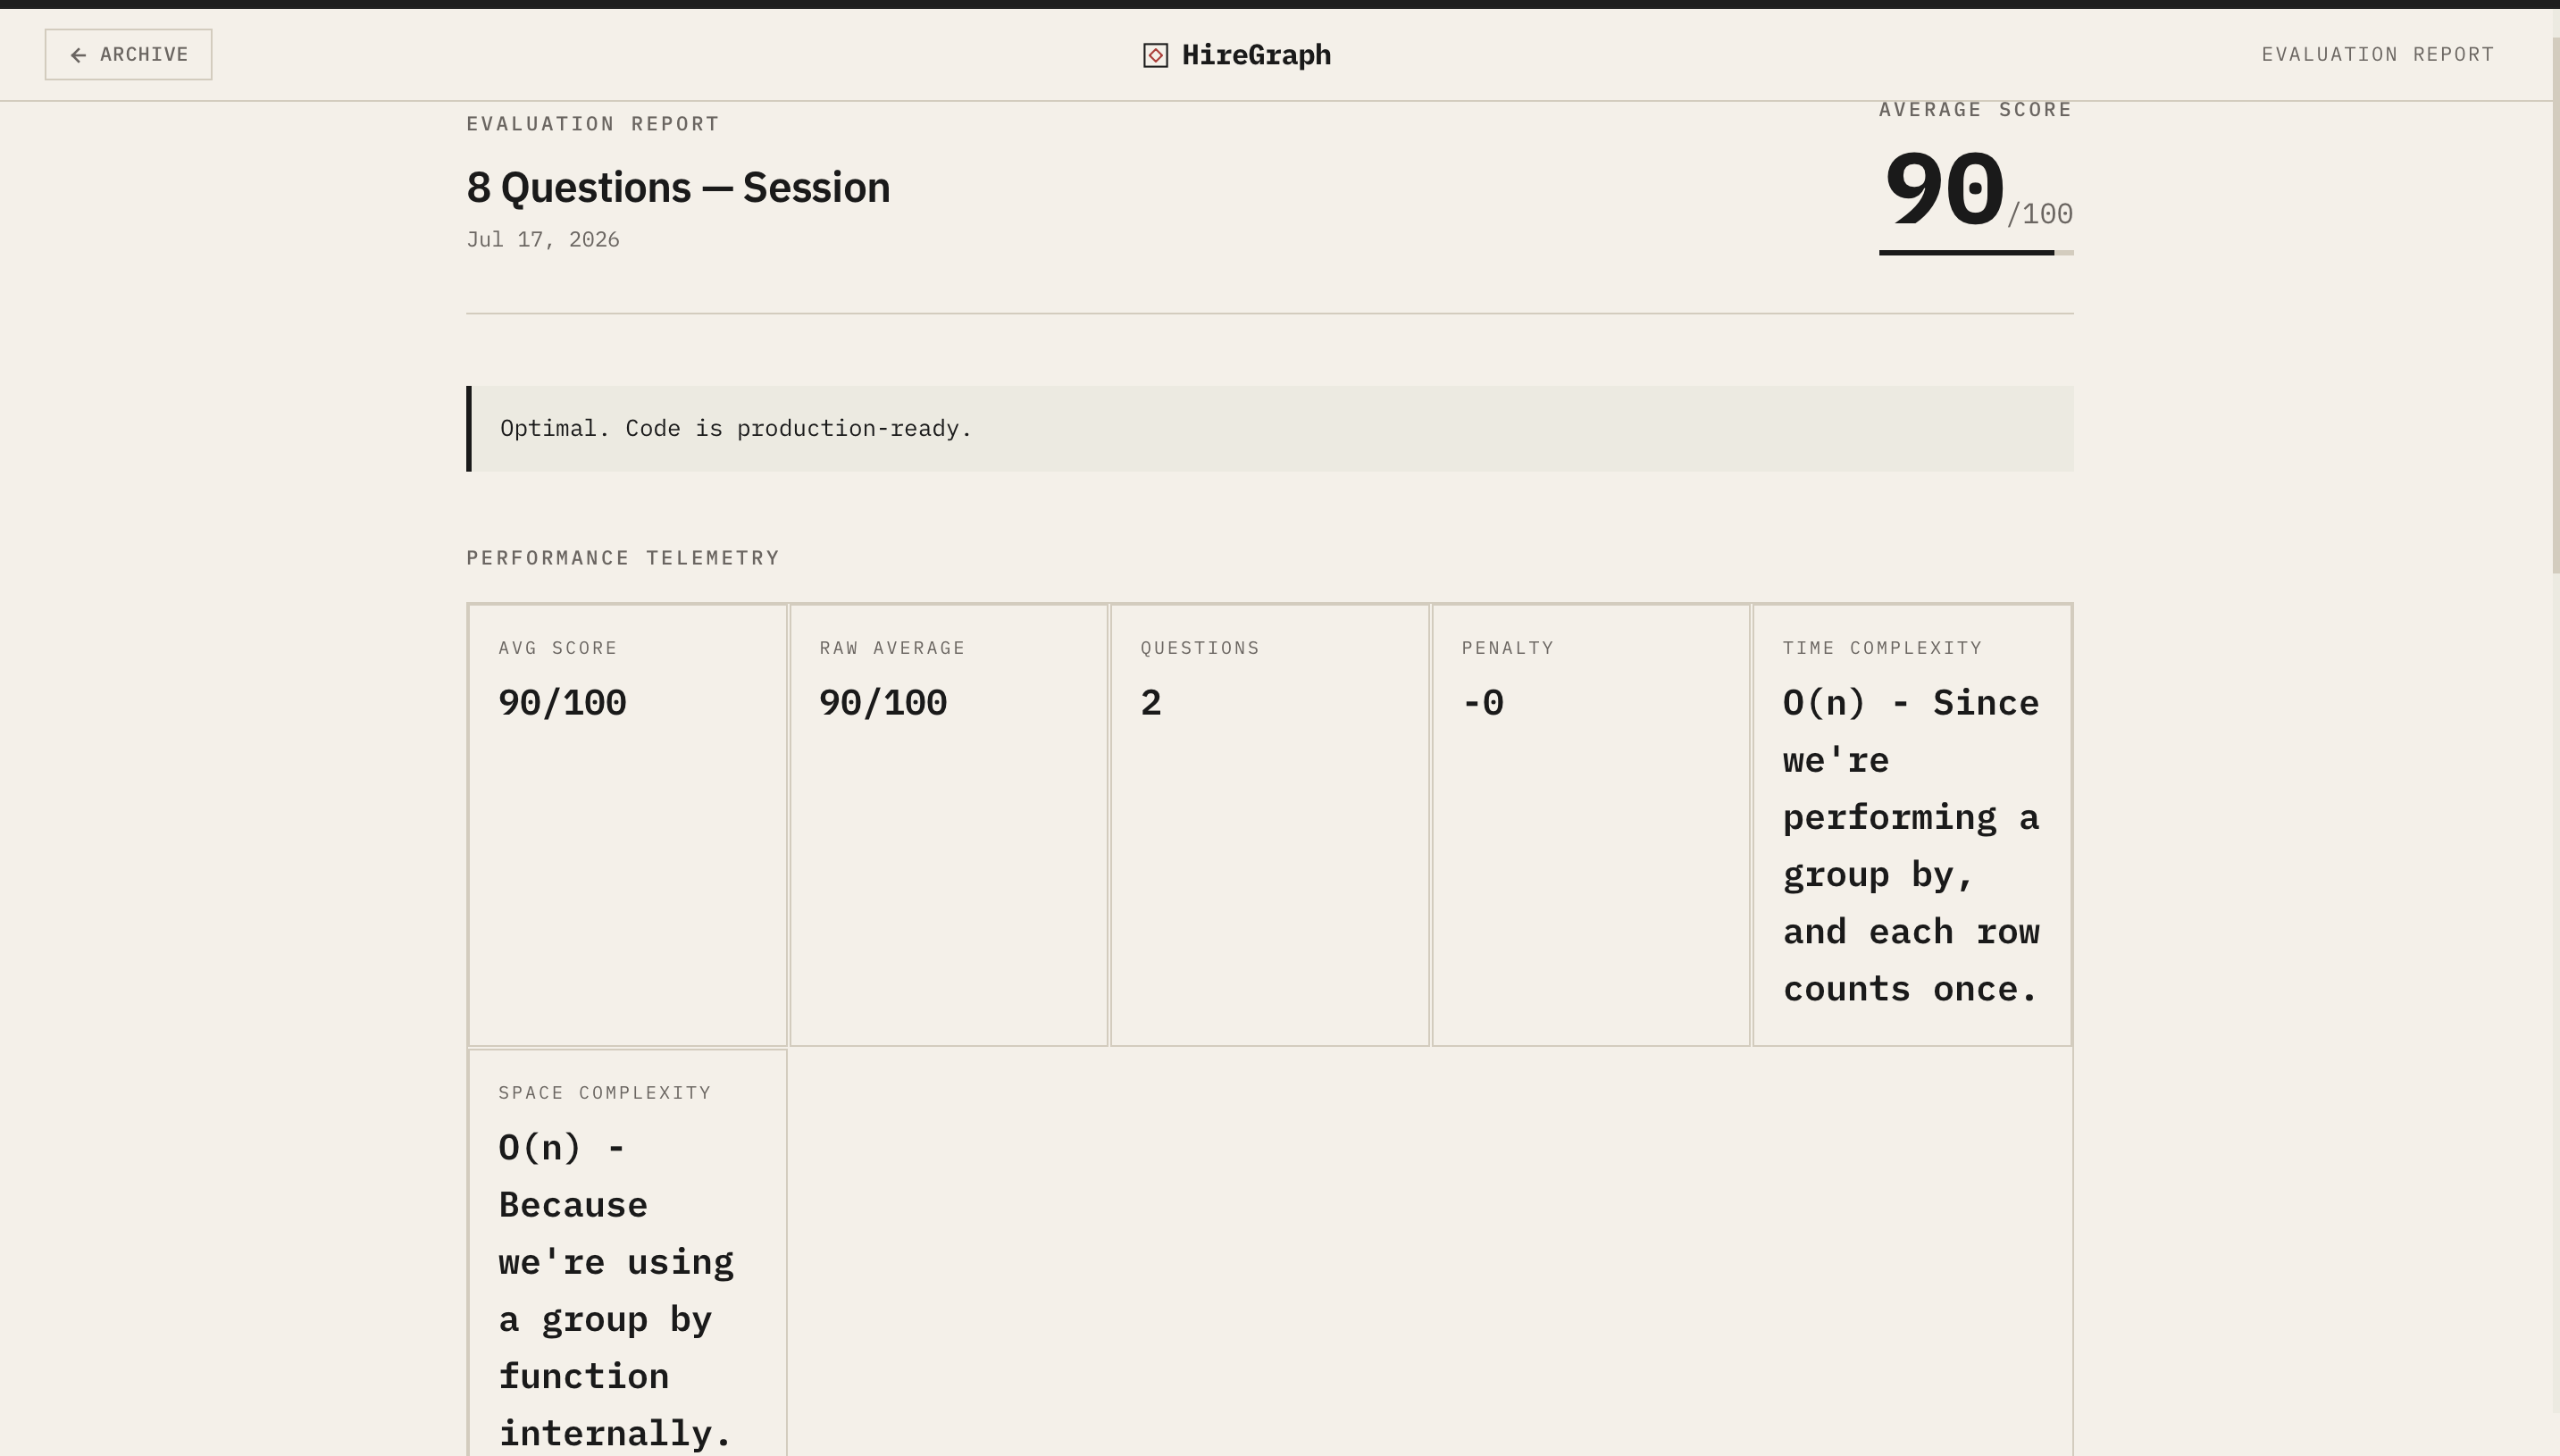 ← ARCHIVE
HireGraph
EVALUATION REPORT
EVALUATION REPORT
8 Questions — Session
Jul 17, 2026
AVERAGE SCORE
90/100
Optimal. Code is production-ready.
PERFORMANCE TELEMETRY
AVG SCORE
90/100
RAW AVERAGE
90/100
QUESTIONS
2
PENALTY
-0
TIME COMPLEXITY
O(n) - Since
we're
performing a
group by,
and each row
counts once.
SPACE COMPLEXITY
O(n) -
Because
we're using
a group by
function
internally.